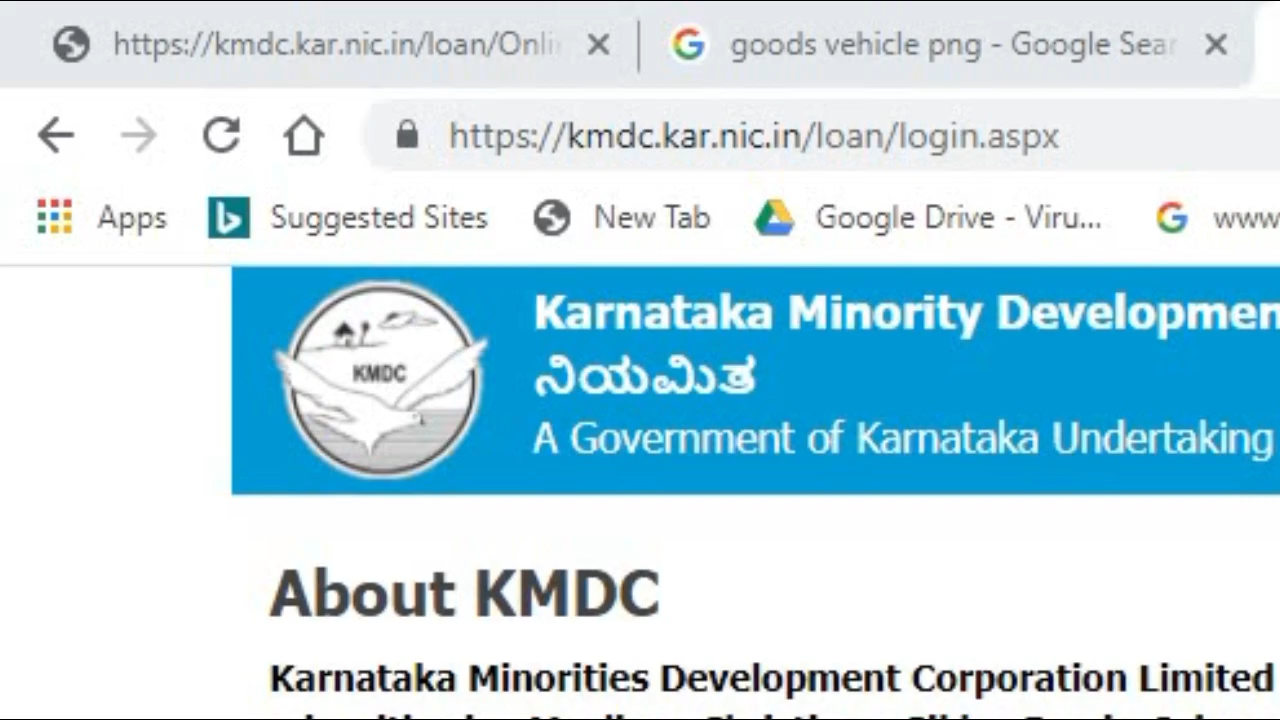 https://kmdc.kar.nic.in/loan/Onli
goods vehicle png - Google Sear
https://kmdc.kar.nic.in/loan/login.aspx
Apps
Suggested Sites
New Tab
Google Drive - Viru...
www
KMDC
Karnataka Minority Developmen
ನಿಯಮಿತ
A Government of Karnataka Undertaking
About KMDC
Karnataka Minorities Development Corporation Limited